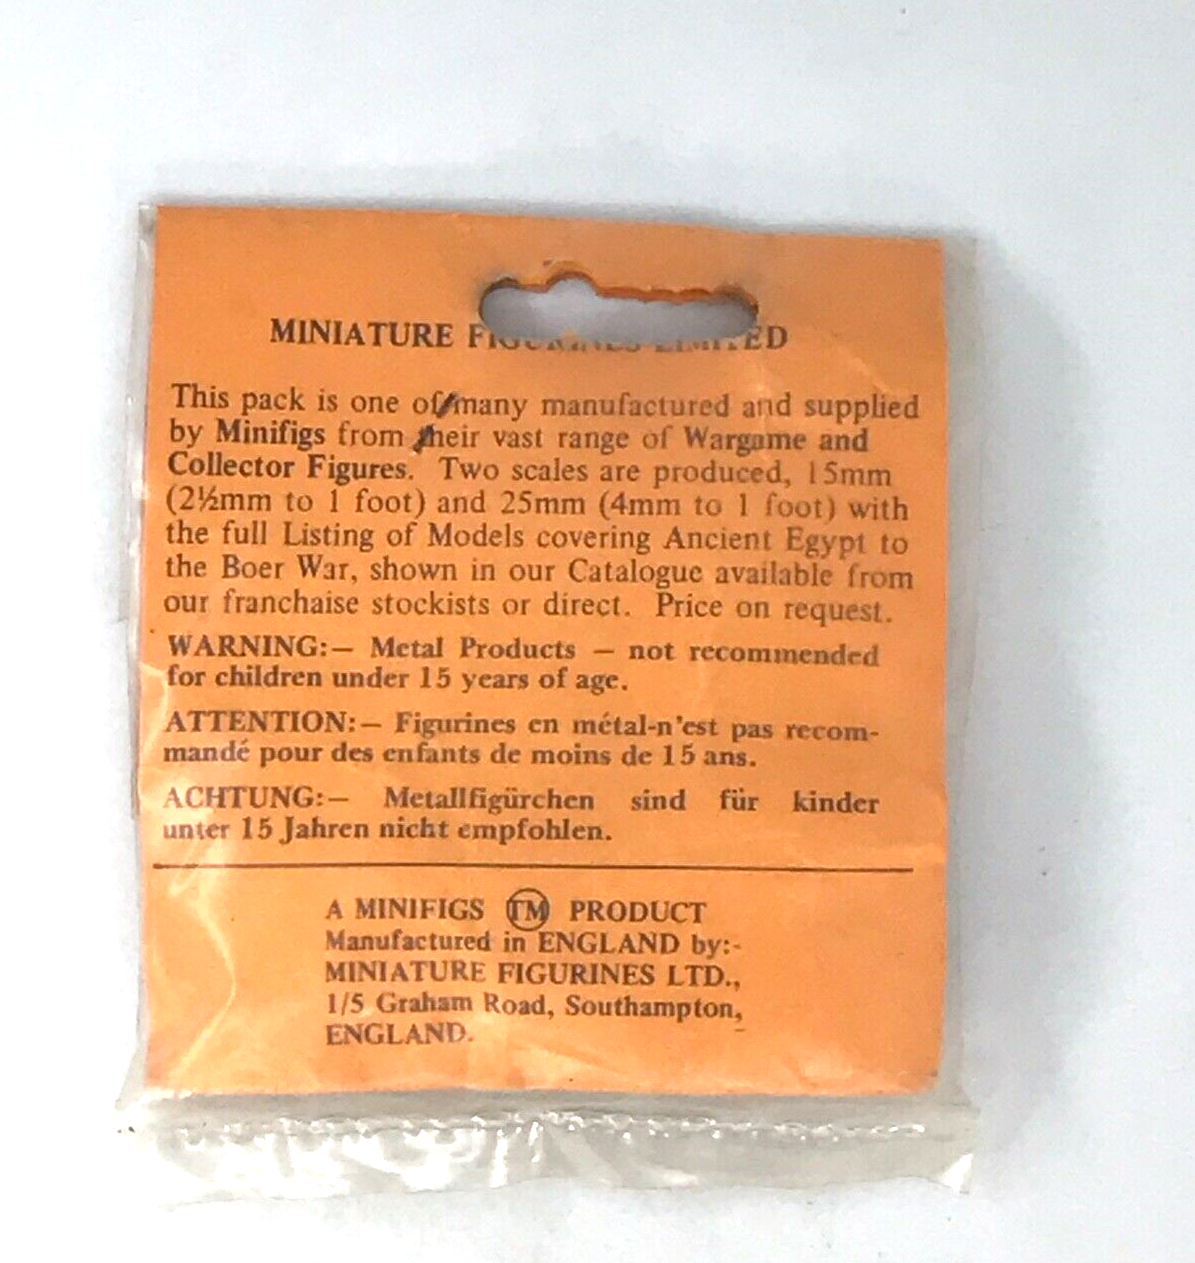 MINIATURE FIGURINES LIMITED
This pack is one of many manufactured and supplied
by Minifigs from their vast range of Wargame and
Collector Figures. Two scales are produced, 15mm
(2½mm to 1 foot) and 25mm (4mm to 1 foot) with
the full Listing of Models covering Ancient Egypt to
the Boer War, shown in our Catalogue available from
our franchaise stockists or direct. Price on request.
WARNING:— Metal Products — not recommended
for children under 15 years of age.
ATTENTION:— Figurines en métal-n'est pas recom-
mandé pour des enfants de moins de 15 ans.
ACHTUNG:— Metallfigürchen sind für kinder
unter 15 Jahren nicht empfohlen.
A MINIFIGS TM PRODUCT
Manufactured in ENGLAND by:-
MINIATURE FIGURINES LTD.,
1/5 Graham Road, Southampton,
ENGLAND.